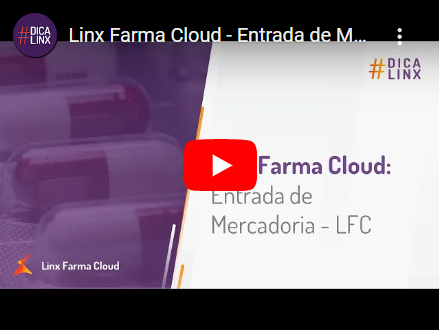 #DICA
LINX
Linx Farma Cloud - Entrada de M...
#DICA
LINX
Farma Cloud:
Entrada de
Mercadoria - LFC
Linx Farma Cloud